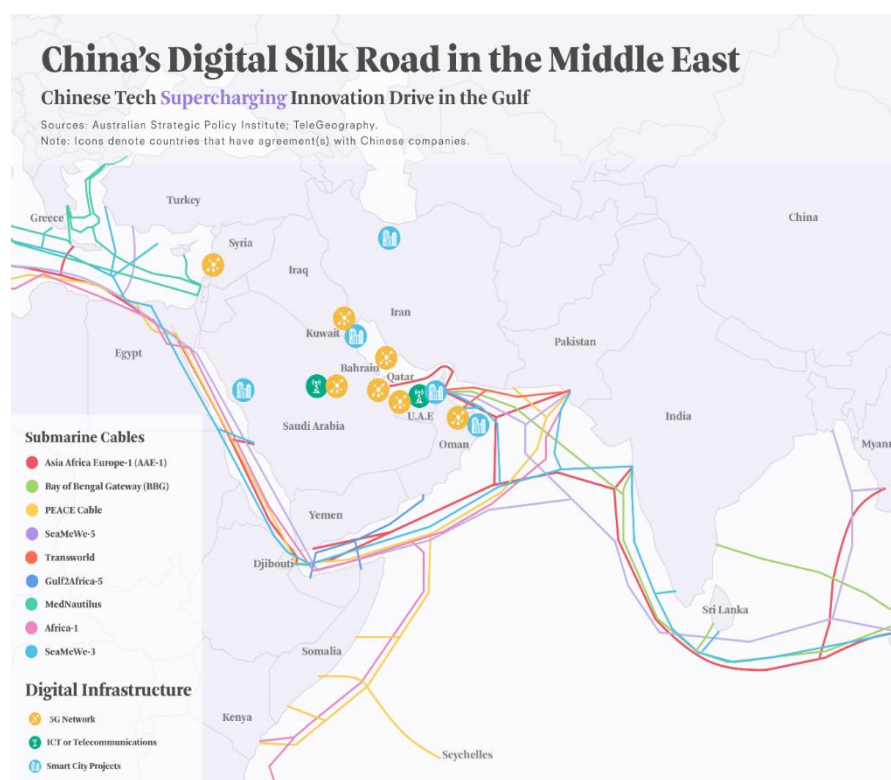 China’s Digital Silk Road in the Middle East
Chinese Tech Supercharging Innovation Drive in the Gulf
Sources: Australian Strategic Policy Institute; TeleGeography.
Note: Icons denote countries that have agreement(s) with Chinese companies.
Turkey
Greece
China
Syria
Iraq
Iran
Kuwait
Pakistan
Egypt
Bahrain
Qatar
U.A.E
India
Saudi Arabia
Oman
Myanm
Yemen
Djibouti
Sri Lanka
Somalia
Kenya
Seychelles
Submarine Cables
Asia Africa Europe-1 (AAE-1)
Bay of Bengal Gateway (BBG)
PEACE Cable
SeaMeWe-5
Transworld
Gulf2Africa-5
MedNautilus
Africa-1
SeaMeWe-3
Digital Infrastructure
5G Network
ICT or Telecommunications
Smart City Projects